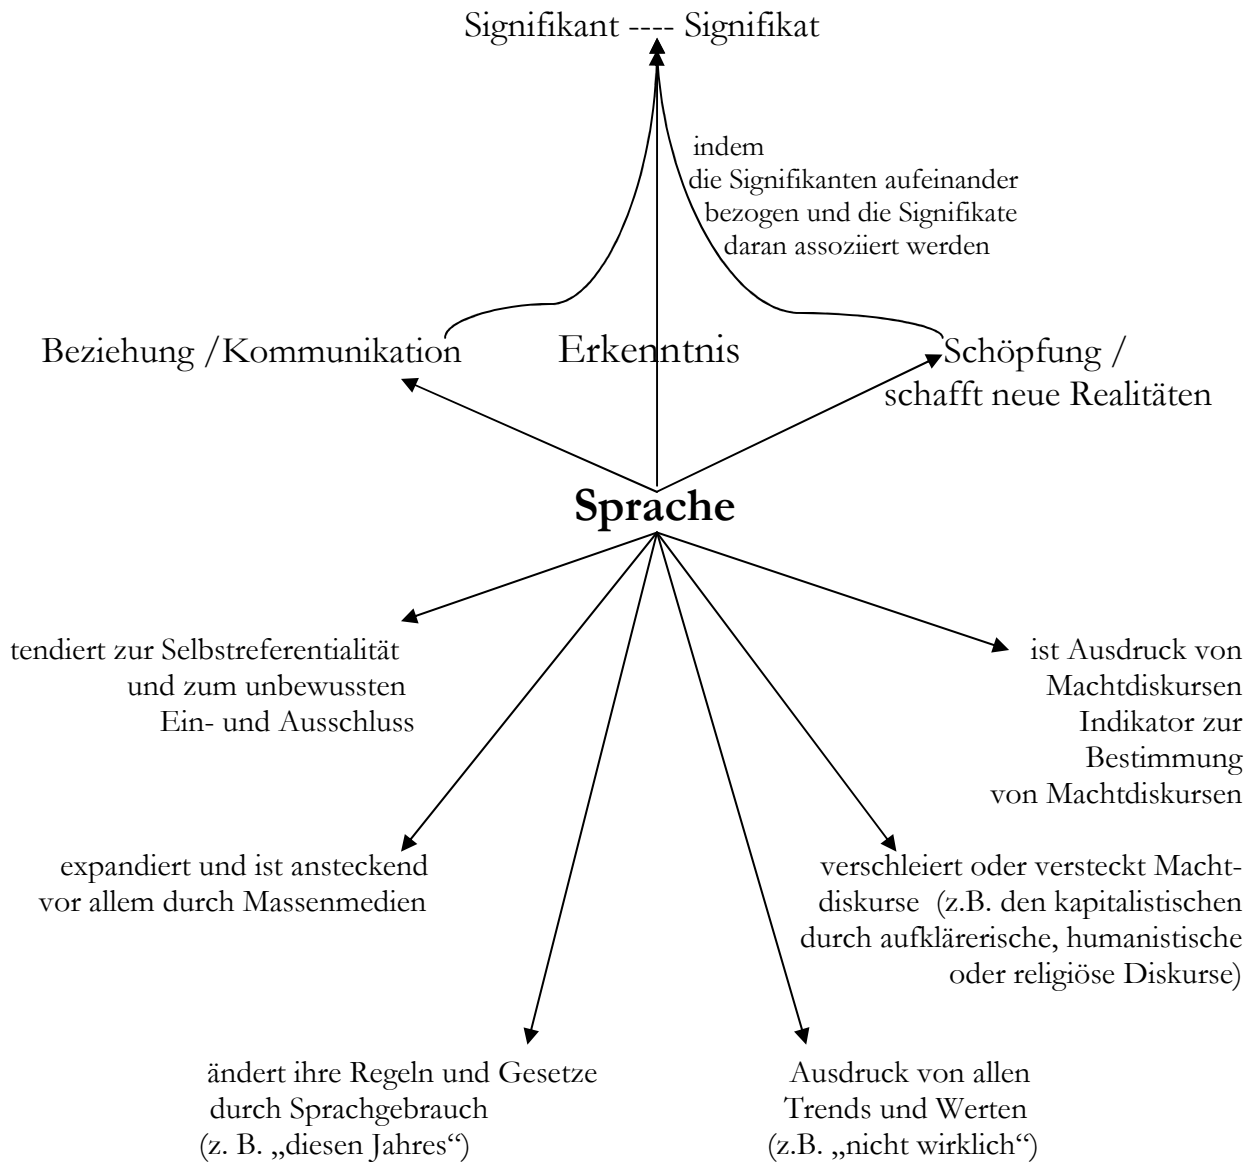 Signifikant ---- Signifikat
indem
die Signifikanten aufeinander
bezogen und die Signifikate
daran assoziiert werden
Beziehung /Kommunikation
Erkenntnis
Schöpfung /
schafft neue Realitäten
Sprache
tendiert zur Selbstreferentialität
und zum unbewussten
Ein- und Ausschluss
ist Ausdruck von
Machtdiskursen
Indikator zur
Bestimmung
von Machtdiskursen
expandiert und ist ansteckend
vor allem durch Massenmedien
verschleiert oder versteckt Macht-
diskurse (z.B. den kapitalistischen
durch aufklärerische, humanistische
oder religiöse Diskurse)
ändert ihre Regeln und Gesetze
durch Sprachgebrauch
(z. B. „diesen Jahres“)
Ausdruck von allen
Trends und Werten
(z.B. „nicht wirklich“)